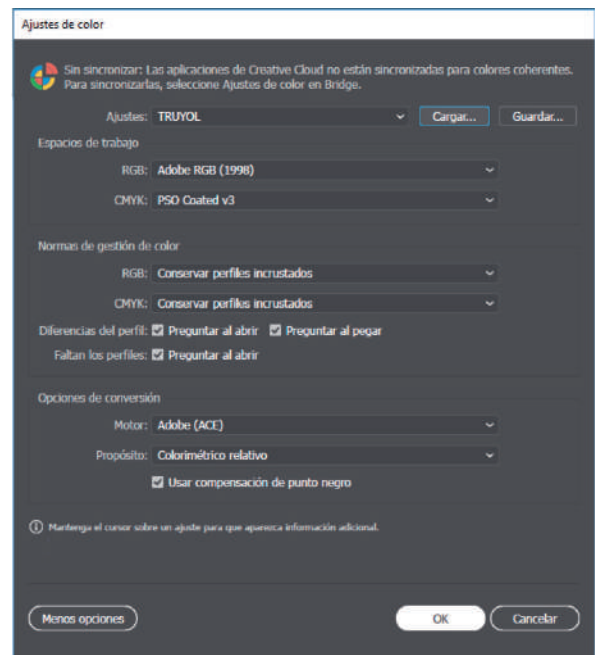 Ajustes de color
Sin sincronizar: Las aplicaciones de Creative Cloud no están sincronizadas para colores coherentes.
Para sincronizarlas, seleccione Ajustes de color en Bridge.
Ajustes: TRUYOL Cargar... Guardar...
Espacios de trabajo
RGB: Adobe RGB (1998)
CMYK: PSO Coated v3
Normas de gestión de color
RGB: Conservar perfiles incrustados
CMYK: Conservar perfiles incrustados
Diferencias del perfil: Preguntar al abrir Preguntar al pegar
Faltan los perfiles: Preguntar al abrir
Opciones de conversión
Motor: Adobe (ACE)
Propósito: Colorimétrico relativo
Usar compensación de punto negro
Mantenga el cursor sobre un ajuste para que aparezca información adicional.
Menos opciones OK Cancelar